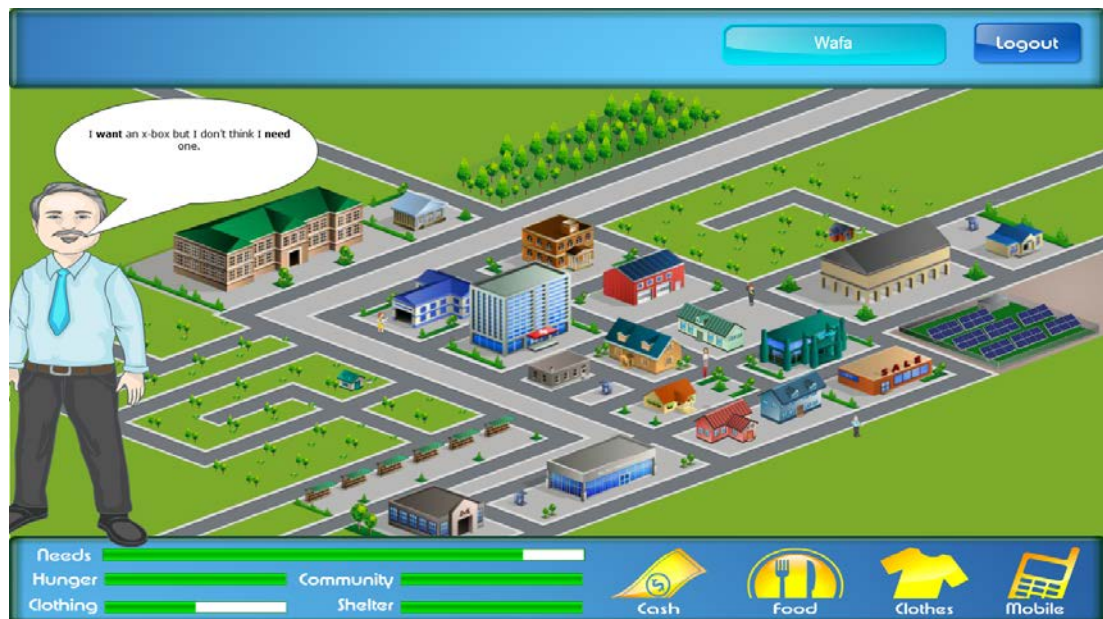 Wafa
Logout
I want an x-box but I don't think I need
one.
SALE
Needs
Hunger
Community
Clothing
Shelter
Cash
Food
Clothes
Mobile